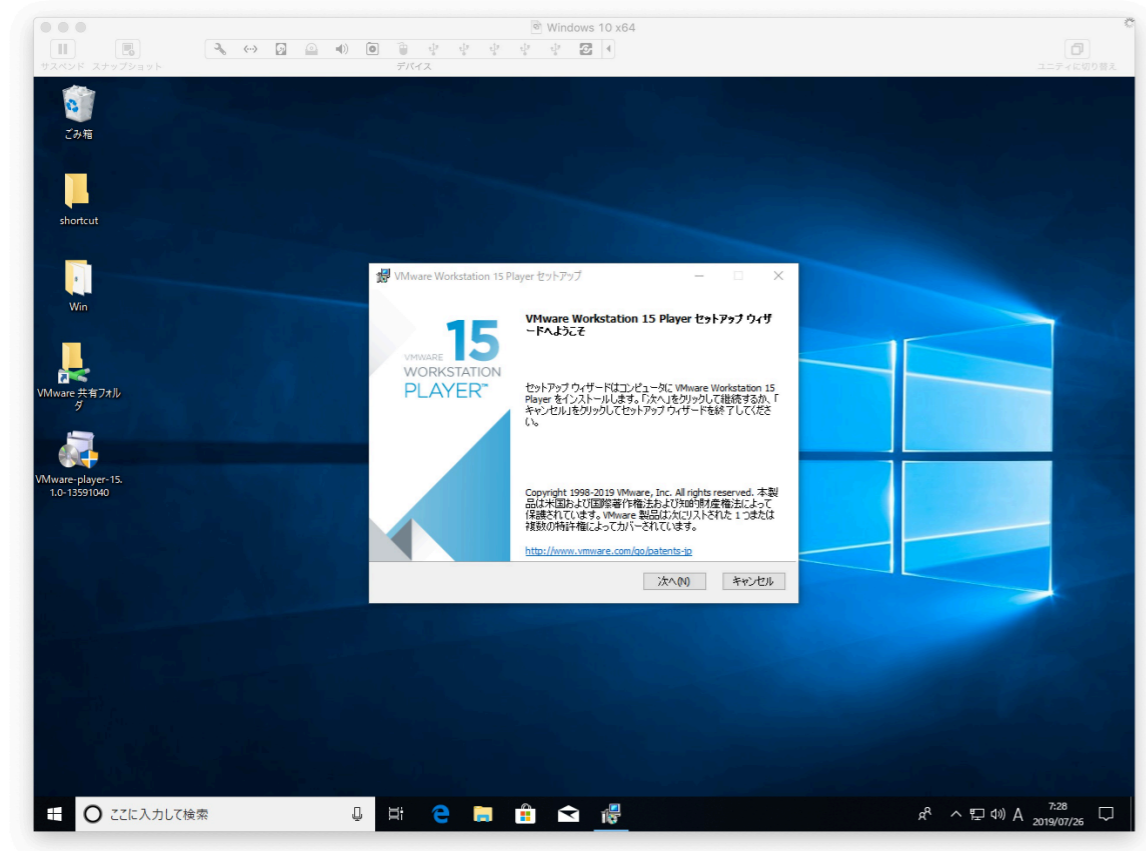 Windows 10 x64
サスペンド スナップショット
デバイス
ユニティに切り替え
ごみ箱
shortcut
Win
VMware 共有フォル
ダ
VMware-player-15.
1.0-13591040
VMware Workstation 15 Player セットアップ
VMWARE 15
WORKSTATION
PLAYER™
VMware Workstation 15 Player セットアップ ウィザ
ードへようこそ
セットアップ ウィザードはコンピュータに VMware Workstation 15
Player をインストールします。「次へ」をクリックして継続するか、「
キャンセル」をクリックしてセットアップ ウィザードを終了してくださ
い。
Copyright 1998-2019 VMware, Inc. All rights reserved. 本製
品は米国および国際著作権法および知的財産権法によって
保護されています。VMware 製品は次にリストされた 1 つまたは
複数の特許権によってカバーされています。
http://www.vmware.com/go/patents-jp
次へ(N)
キャンセル
ここに入力して検索
A
7:28
2019/07/26